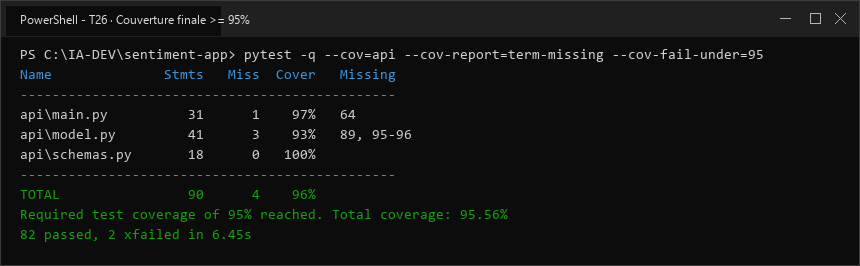 PowerShell - T26 · Couverture finale >= 95%
PS C:\IA-DEV\sentiment-app> pytest -q --cov=api --cov-report=term-missing --cov-fail-under=95
Name              Stmts   Miss  Cover   Missing
-----------------------------------------------
api\main.py          31      1    97%   64
api\model.py         41      3    93%   89, 95-96
api\schemas.py       18      0   100%
-----------------------------------------------
TOTAL                90      4    96%
Required test coverage of 95% reached. Total coverage: 95.56%
82 passed, 2 xfailed in 6.45s